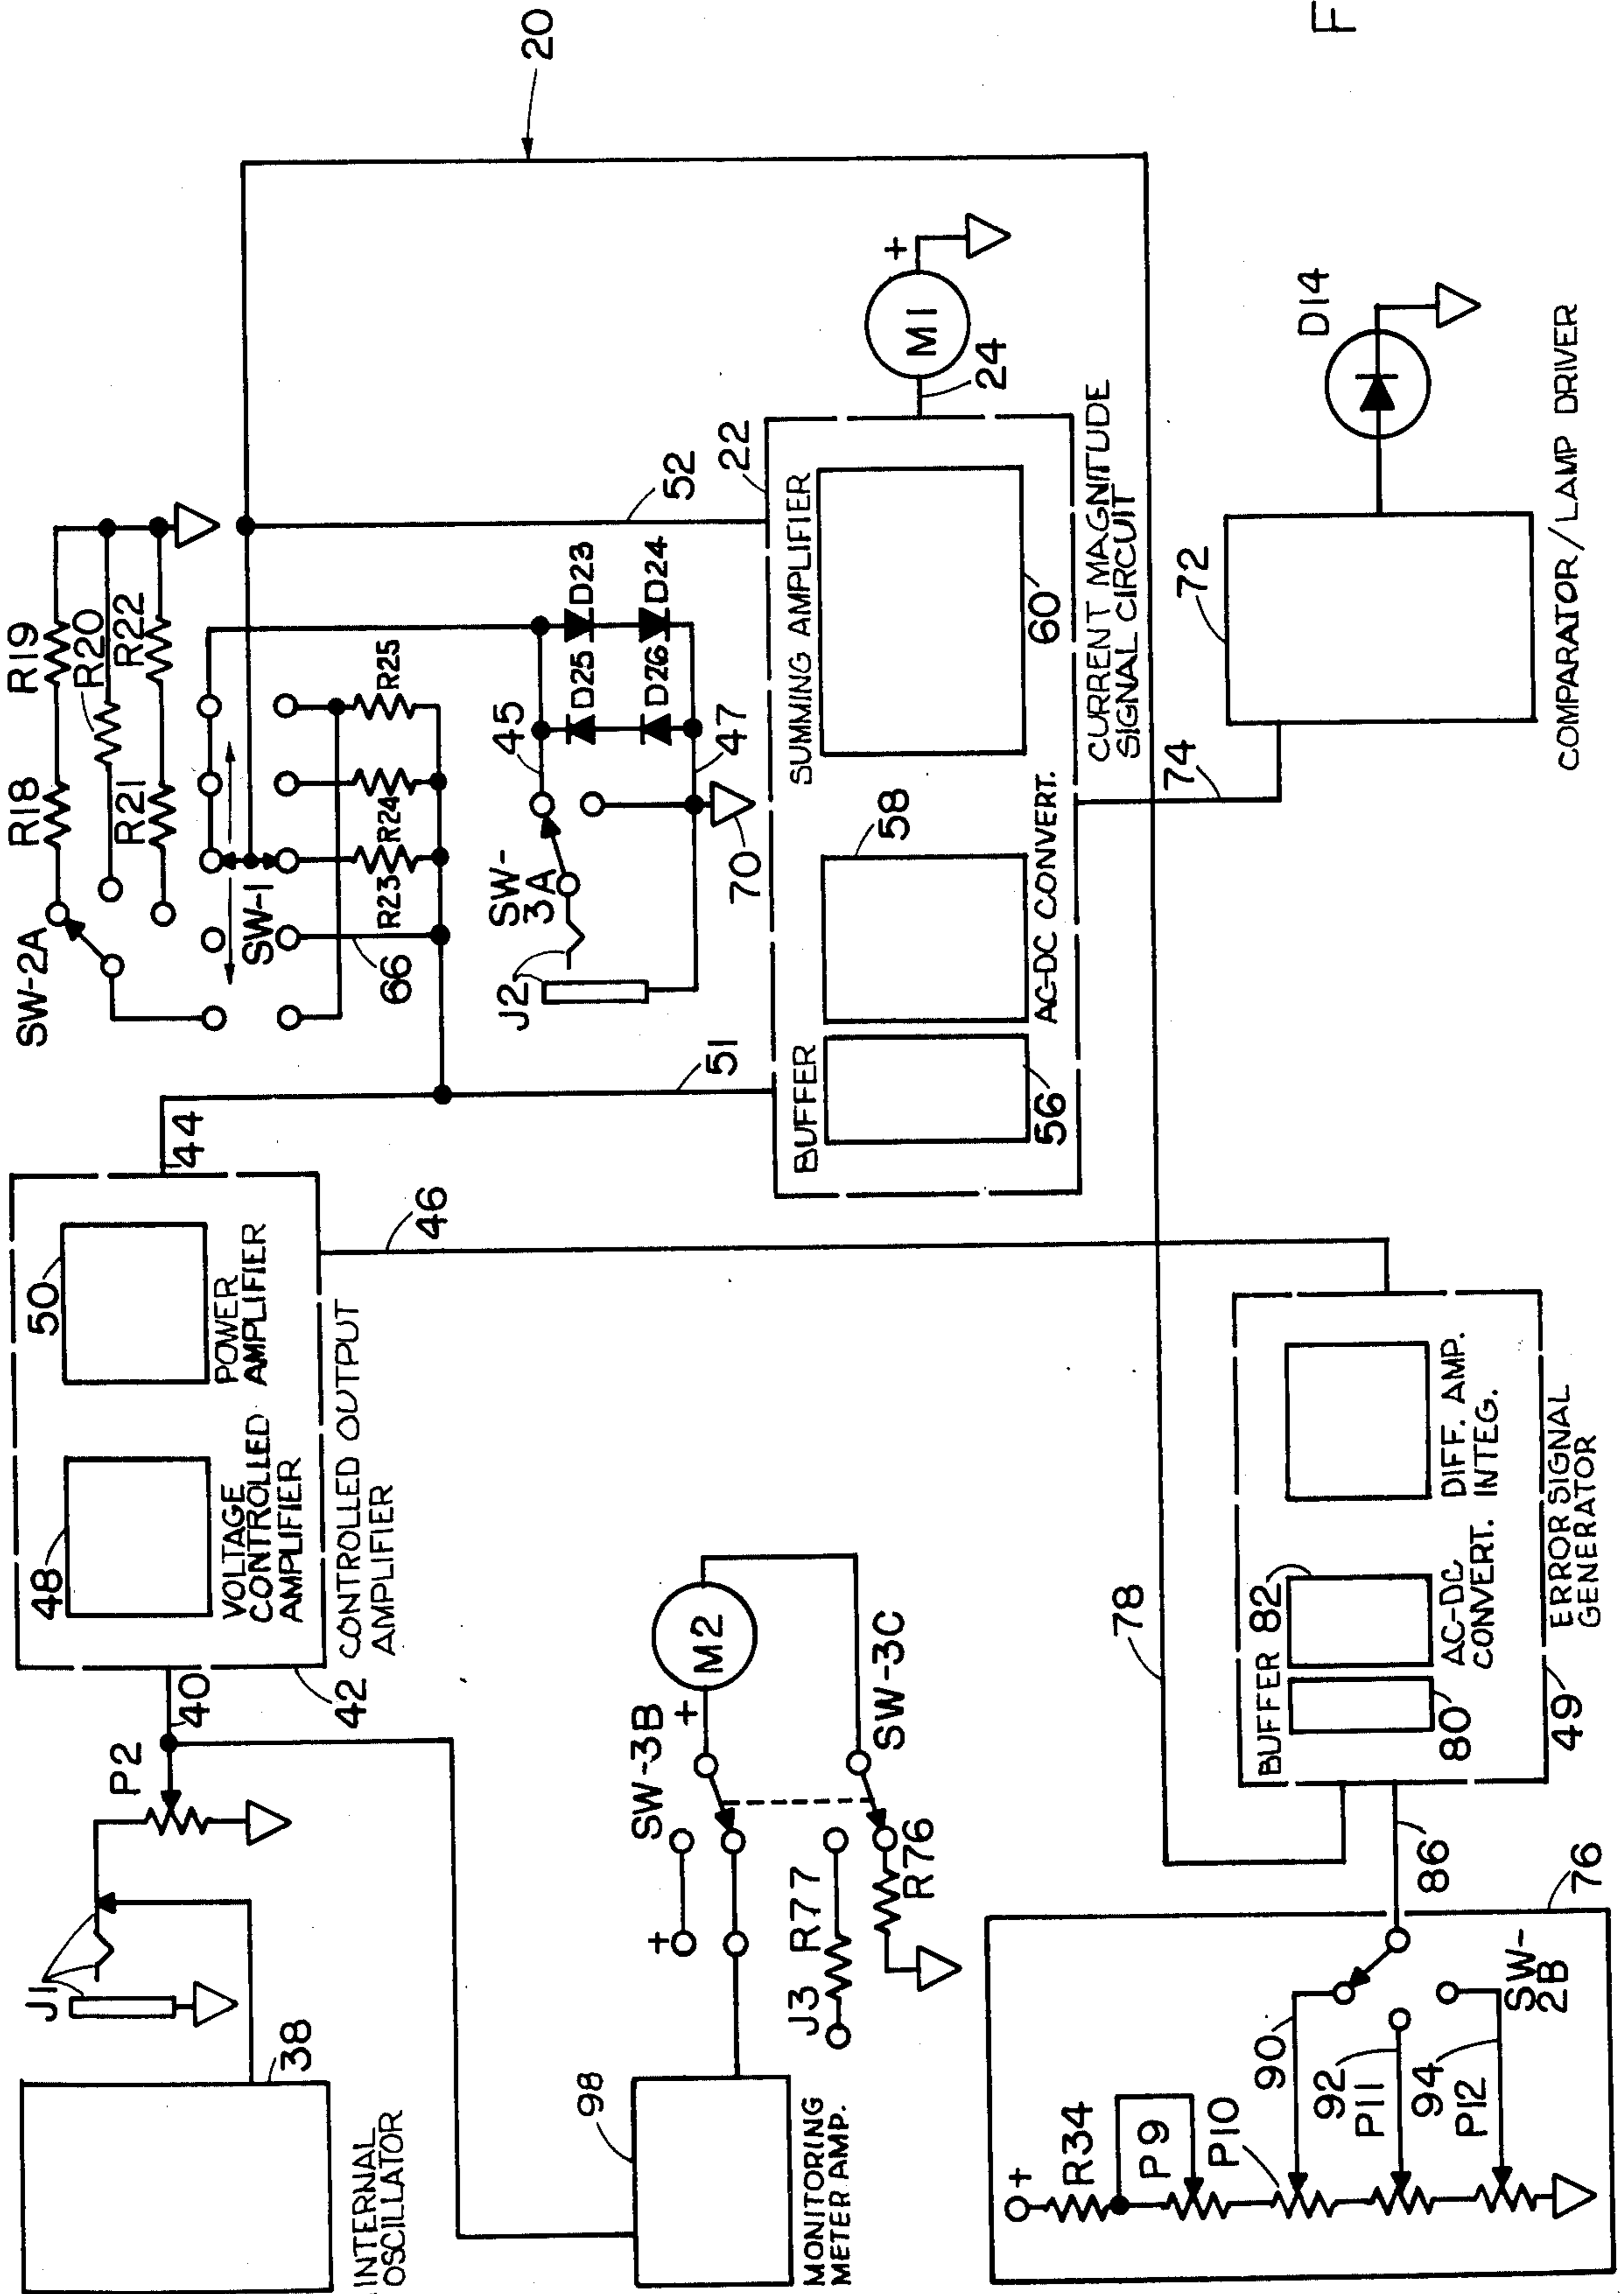 20
F
SW-2A
R18
R19
R20
R21
R22
SW-1
R23
R24
R25
66
52
44
51
J2
SW-
3A
45
D25
D23
D26
D24
47
70
22
BUFFER
56
58
AC-DC CONVERT.
SUMMING AMPLIFIER
60
CURRENT MAGNITUDE
SIGNAL CIRCUIT
M1
+
24
74
72
D14
COMPARATOR/LAMP DRIVER
INTERNAL
OSCILLATOR
38
J1
P2
40
42
48
VOLTAGE
CONTROLLED
AMPLIFIER
50
POWER
AMPLIFIER
CONTROLLED OUTPUT
AMPLIFIER
46
98
MONITORING
METER AMP.
+
SW-3B
+
M2
J3
R77
R76
SW-3C
78
BUFFER
80
82
AC-DC
CONVERT.
DIFF. AMP.
INTEG.
ERROR SIGNAL
GENERATOR
49
86
76
+
R34
P9
P10
90
92
P11
94
P12
SW-
2B